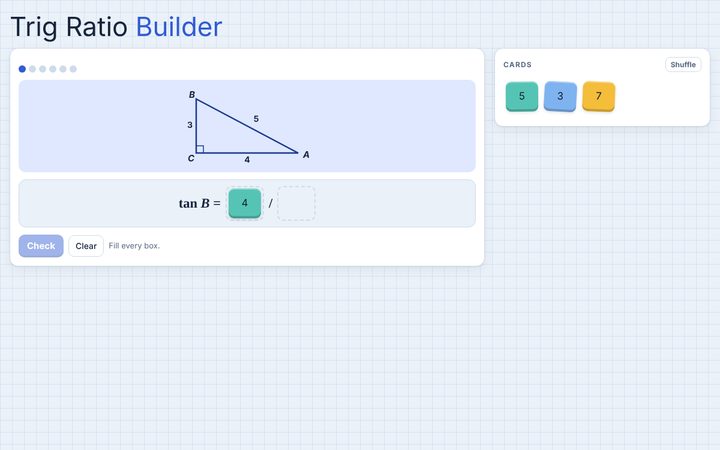 Trig Ratio Builder
B
3
5
C
4
A
tan B = 4 /
Check
Clear
Fill every box.
CARDS
Shuffle
5 3 7